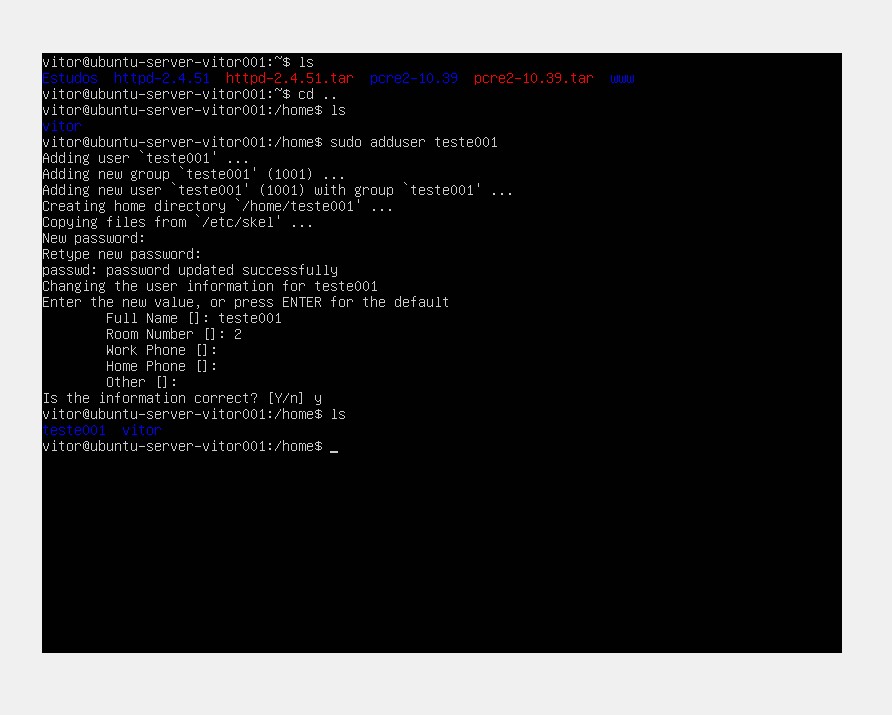 vitor@ubuntu-server-vitor001:~$ ls
Estudos  httpd-2.4.51  httpd-2.4.51.tar  pcre2-10.39  pcre2-10.39.tar  www
vitor@ubuntu-server-vitor001:~$ cd ..
vitor@ubuntu-server-vitor001:/home$ ls
vitor
vitor@ubuntu-server-vitor001:/home$ sudo adduser teste001
Adding user `teste001' ...
Adding new group `teste001' (1001) ...
Adding new user `teste001' (1001) with group `teste001' ...
Creating home directory `/home/teste001' ...
Copying files from `/etc/skel' ...
New password:
Retype new password:
passwd: password updated successfully
Changing the user information for teste001
Enter the new value, or press ENTER for the default
        Full Name []: teste001
        Room Number []: 2
        Work Phone []:
        Home Phone []:
        Other []:
Is the information correct? [Y/n] y
vitor@ubuntu-server-vitor001:/home$ ls
teste001  vitor
vitor@ubuntu-server-vitor001:/home$ _